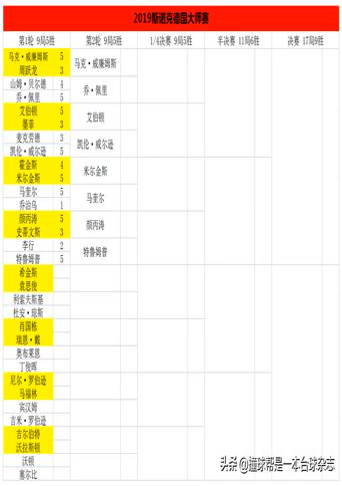 2019斯诺克德国大师赛
第1轮 9局5胜 第2轮 9局5胜 1/4决赛 9局5胜 半决赛 11局6胜 决赛 17局9胜
马克·威廉姆斯 5 马克·威廉姆斯
周跃龙 3
山姆·贝尔德 4 乔·佩里
乔·佩里 5
艾伯顿 5 艾伯顿
墨菲 3
麦克劳德 3 凯伦·威尔逊
凯伦·威尔逊 5
霍金斯 4 米尔金斯
米尔金斯 5
马奎尔 5 马奎尔
乔治乌 1
颜丙涛 5 颜丙涛
史蒂文斯 3
李行 2 特鲁姆普
特鲁姆普 5
希金斯
袁思俊
利索夫斯基
杜安·琼斯
肖国栋
瑞恩·戴
奥布莱恩
丁俊晖
尼尔·罗伯逊
马福林
宾汉姆
吉米·罗伯逊
吉尔伯特
沃拉斯顿
沃顿
塞尔比
头条 @撞球帮是一本台球杂志